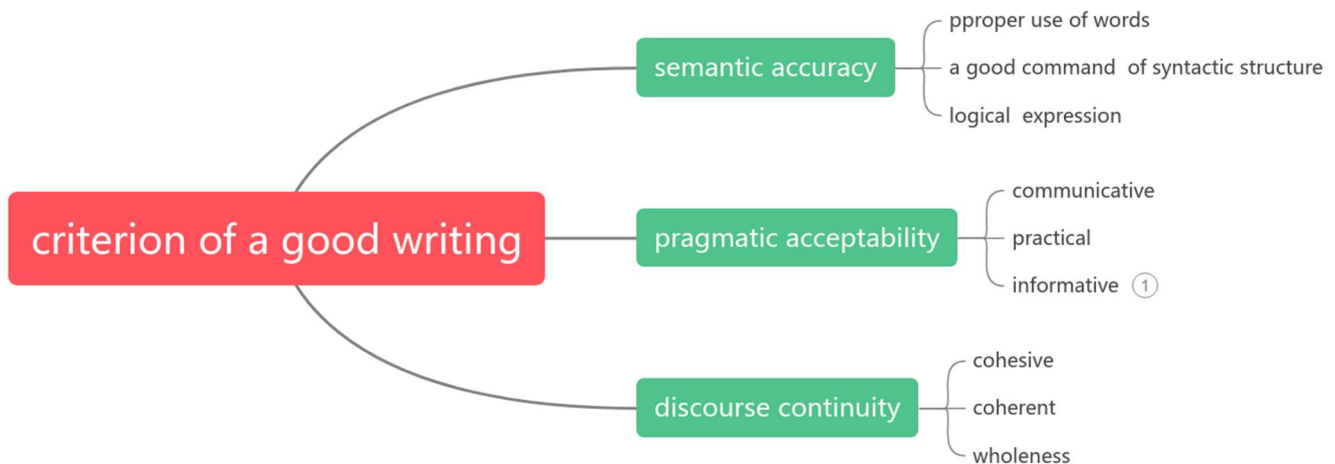 criterion of a good writing
semantic accuracy
pproper use of words
a good command of syntactic structure
logical expression
pragmatic acceptability
communicative
practical
informative 1
discourse continuity
cohesive
coherent
wholeness